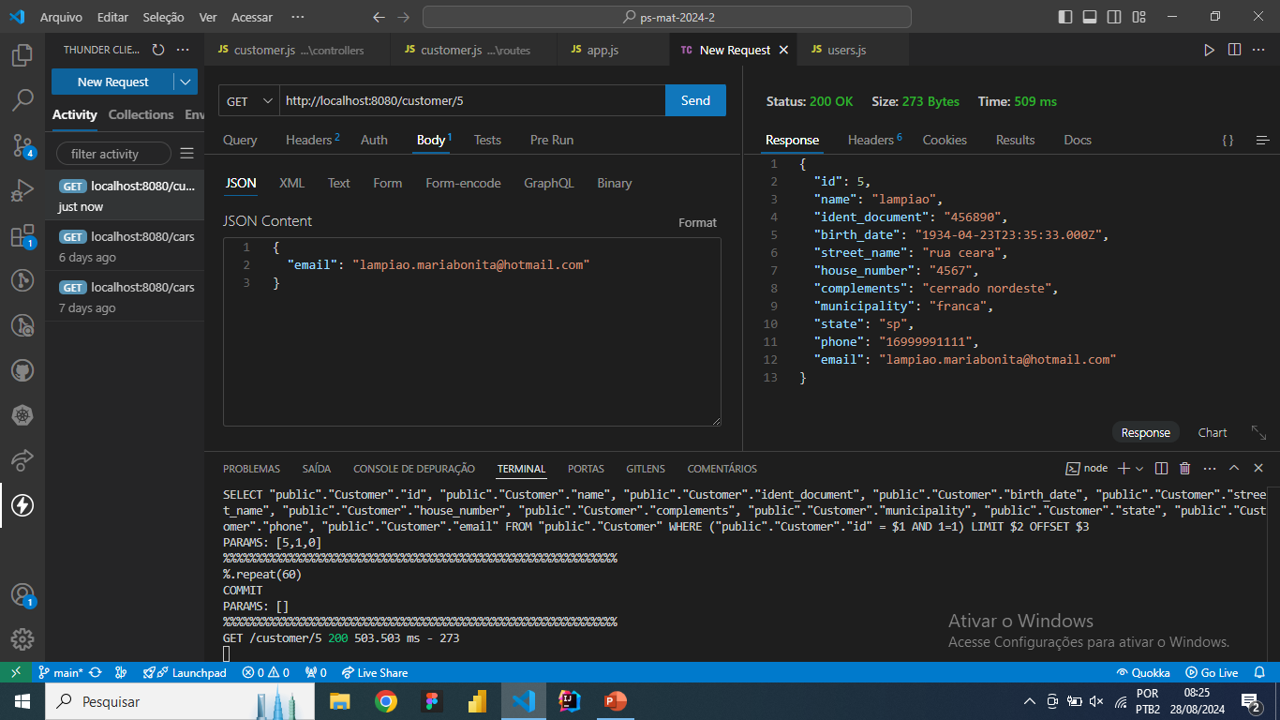 Arquivo Editar Seleção Ver Acessar ··· ps-mat-2024-2
THUNDER CLIE... ···
JS customer.js ...\controllers JS customer.js ...\routes JS app.js TC New Request JS users.js ···
New Request
Activity Collections Env
filter activity
GET localhost:8080/cu...
just now
GET localhost:8080/cars
6 days ago
GET localhost:8080/cars
7 days ago
GET http://localhost:8080/customer/5 Send
Query Headers 2 Auth Body 1 Tests Pre Run
JSON XML Text Form Form-encode GraphQL Binary
JSON Content Format
1 {
2 "email": "lampiao.mariabonita@hotmail.com"
3 }
Status: 200 OK Size: 273 Bytes Time: 509 ms
Response Headers 6 Cookies Results Docs { }
1 {
2 "id": 5,
3 "name": "lampiao",
4 "ident_document": "456890",
5 "birth_date": "1934-04-23T23:35:33.000Z",
6 "street_name": "rua ceara",
7 "house_number": "4567",
8 "complements": "cerrado nordeste",
9 "municipality": "franca",
10 "state": "sp",
11 "phone": "16999991111",
12 "email": "lampiao.mariabonita@hotmail.com"
13 }
Response Chart
PROBLEMAS SAÍDA CONSOLE DE DEPURAÇÃO TERMINAL PORTAS GITLENS COMENTÁRIOS node ···
SELECT "public"."Customer"."id", "public"."Customer"."name", "public"."Customer"."ident_document", "public"."Customer"."birth_date", "public"."Customer"."stree
t_name", "public"."Customer"."house_number", "public"."Customer"."complements", "public"."Customer"."municipality", "public"."Customer"."state", "public"."Cust
omer"."phone", "public"."Customer"."email" FROM "public"."Customer" WHERE ("public"."Customer"."id" = $1 AND 1=1) LIMIT $2 OFFSET $3
PARAMS: [5,1,0]
%%%%%%%%%%%%%%%%%%%%%%%%%%%%%%%%%%%%%%%%%%%%%%%%%%%%%%%%%%%%
%.repeat(60)
COMMIT
PARAMS: []
%%%%%%%%%%%%%%%%%%%%%%%%%%%%%%%%%%%%%%%%%%%%%%%%%%%%%%%%%%%%
GET /customer/5 200 503.503 ms - 273
Ativar o Windows
Acesse Configurações para ativar o Windows.
4
1
1
main* Launchpad 0 0 0 Live Share Quokka Go Live
Pesquisar
POR
PTB2
08:25
28/08/2024
2